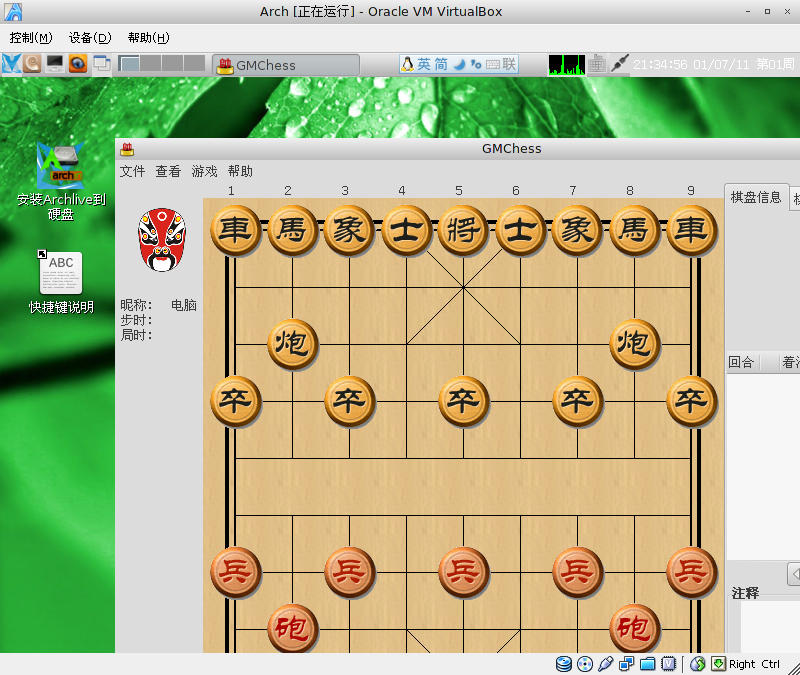 Arch [正在运行] - Oracle VM VirtualBox
控制(M) 设备(D) 帮助(H)
GMChess
英 简 联
21:34:56 01/07/11 第01周
GMChess
文件 查看 游戏 帮助
1 2 3 4 5 6 7 8 9
棋盘信息
車 馬 象 士 将 士 象 馬 車
arch
安装Archlive到
硬盘
ABC
快捷键说明
昵称: 电脑
步时:
局时:
炮 炮
回合 着法
卒 卒 卒 卒 卒
兵 兵 兵 兵 兵
注释
砲 砲
Right Ctrl